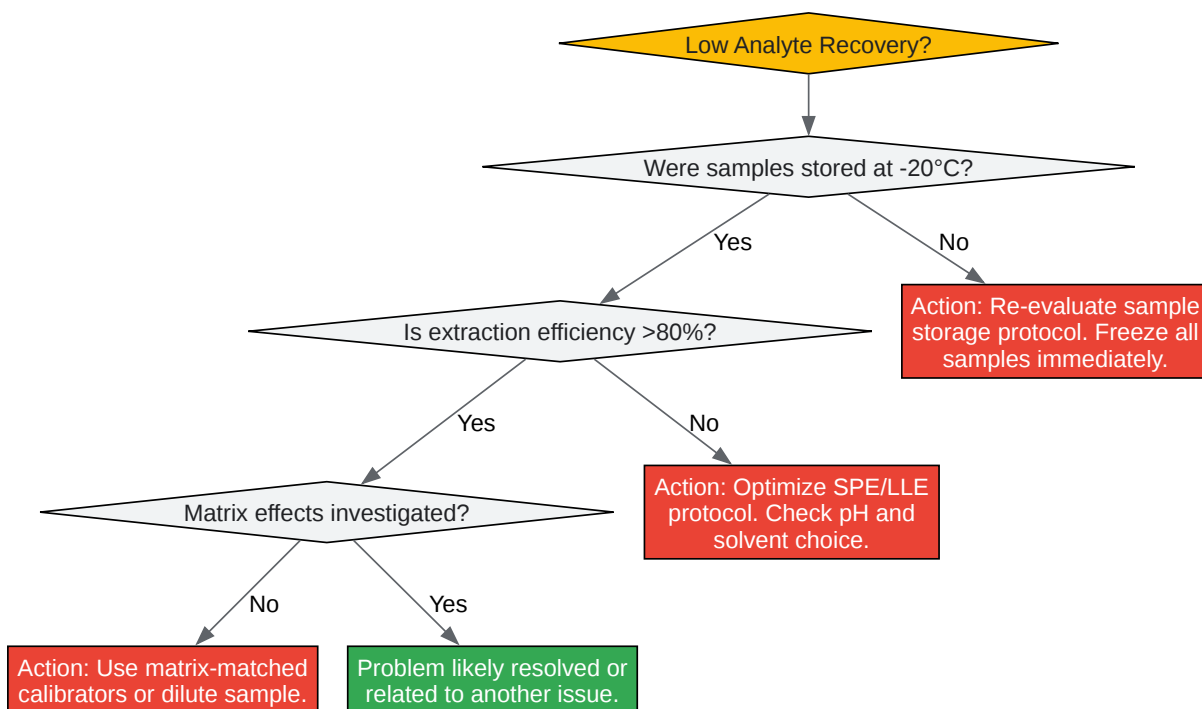 Low Analyte Recovery?
Were samples stored at -20°C?
Yes
No
Action: Re-evaluate sample
storage protocol. Freeze all
samples immediately.
Is extraction efficiency >80%?
Yes
No
Action: Optimize SPE/LLE
protocol. Check pH and
solvent choice.
Matrix effects investigated?
No
Yes
Action: Use matrix-matched
calibrators or dilute sample.
Problem likely resolved or
related to another issue.